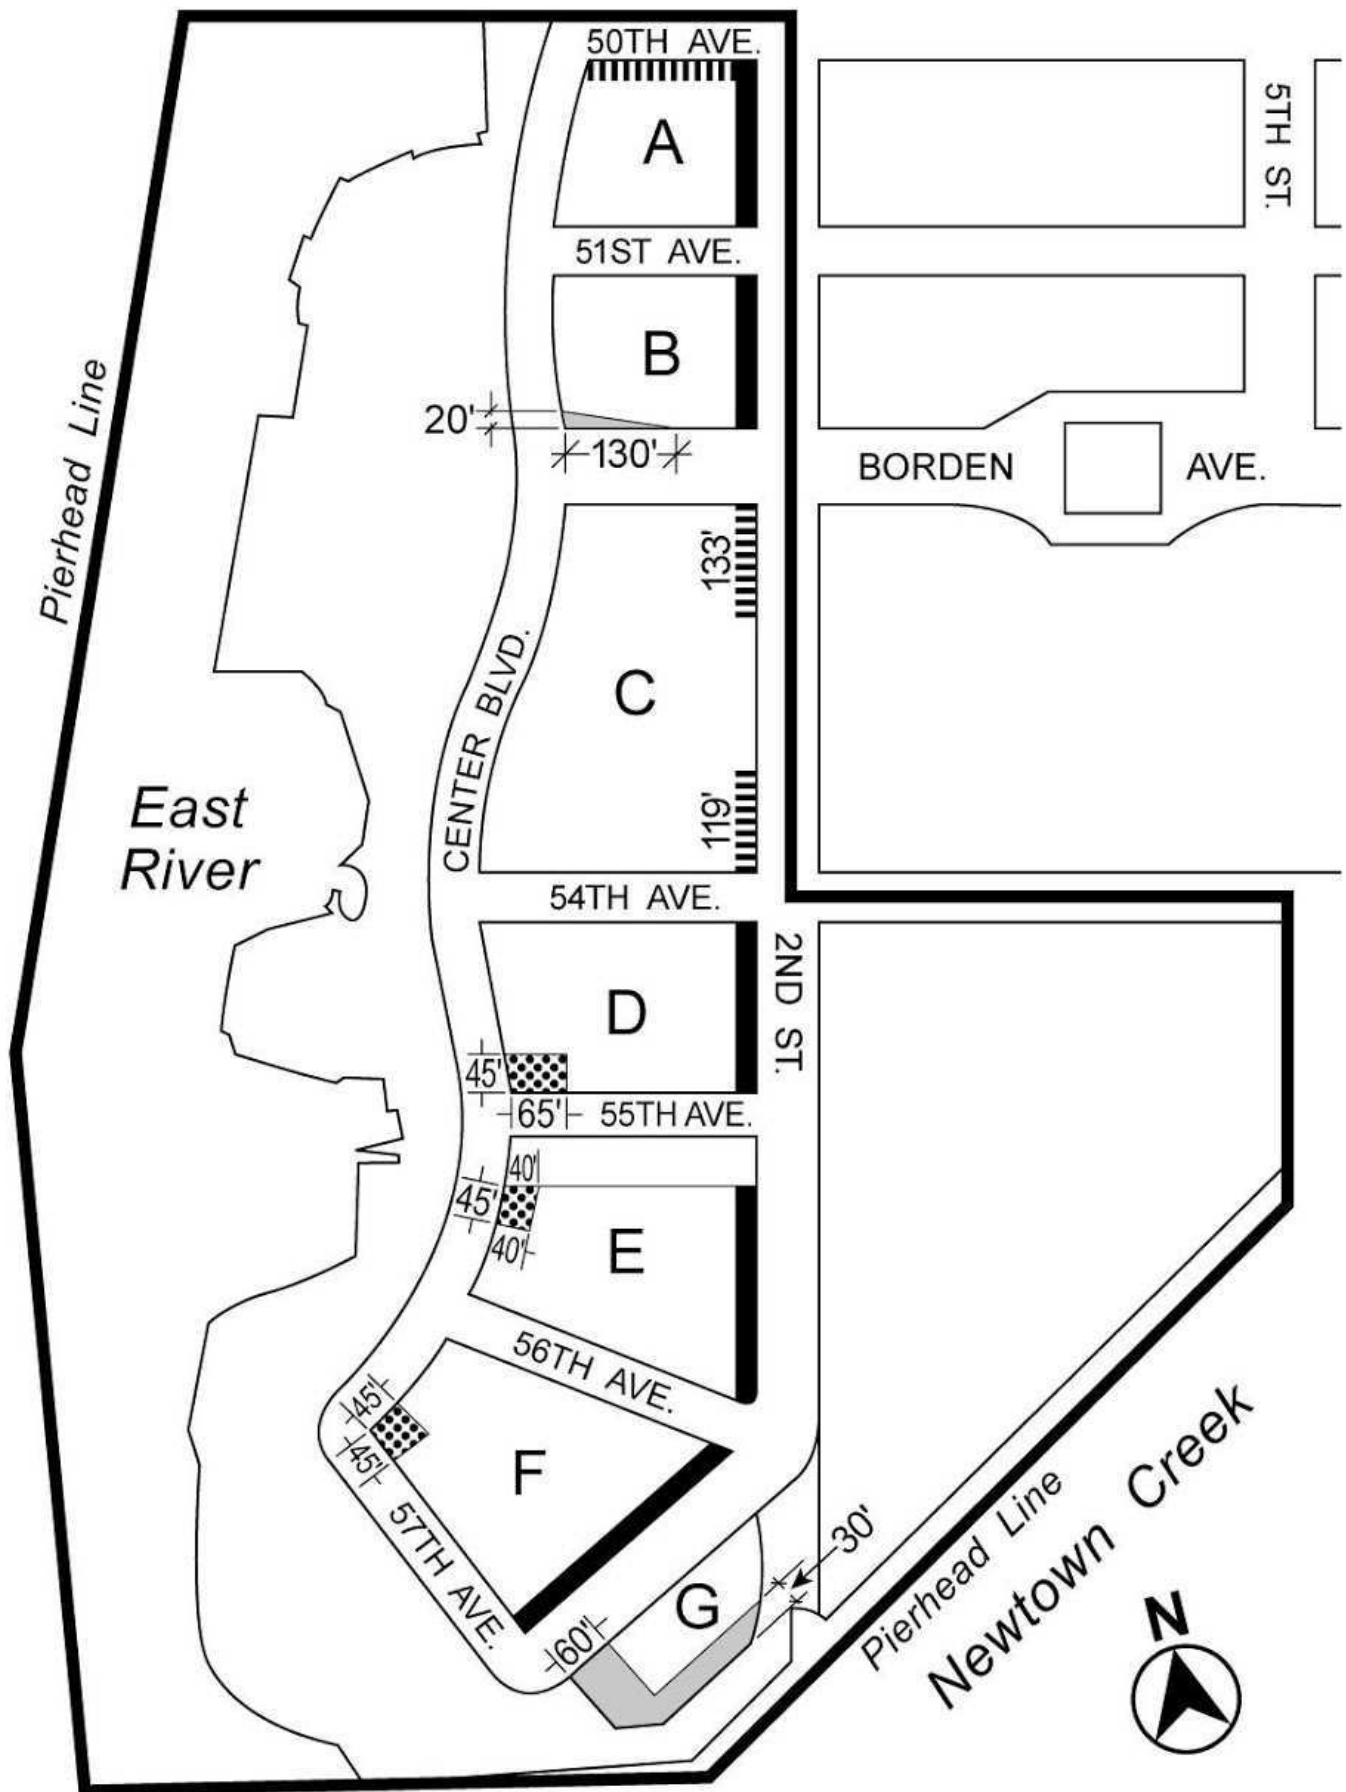 50TH AVE.
A
5TH ST.
51ST AVE.
B
20'
130'
BORDEN AVE.
Pierhead Line
133'
C
CENTER BLVD.
119'
East
River
54TH AVE.
2ND ST.
D
45'
65'
55TH AVE.
40'
45'
40'
E
56TH AVE.
45'
45'
F
57TH AVE.
30'
G
60'
Pierhead Line
Newtown Creek
N